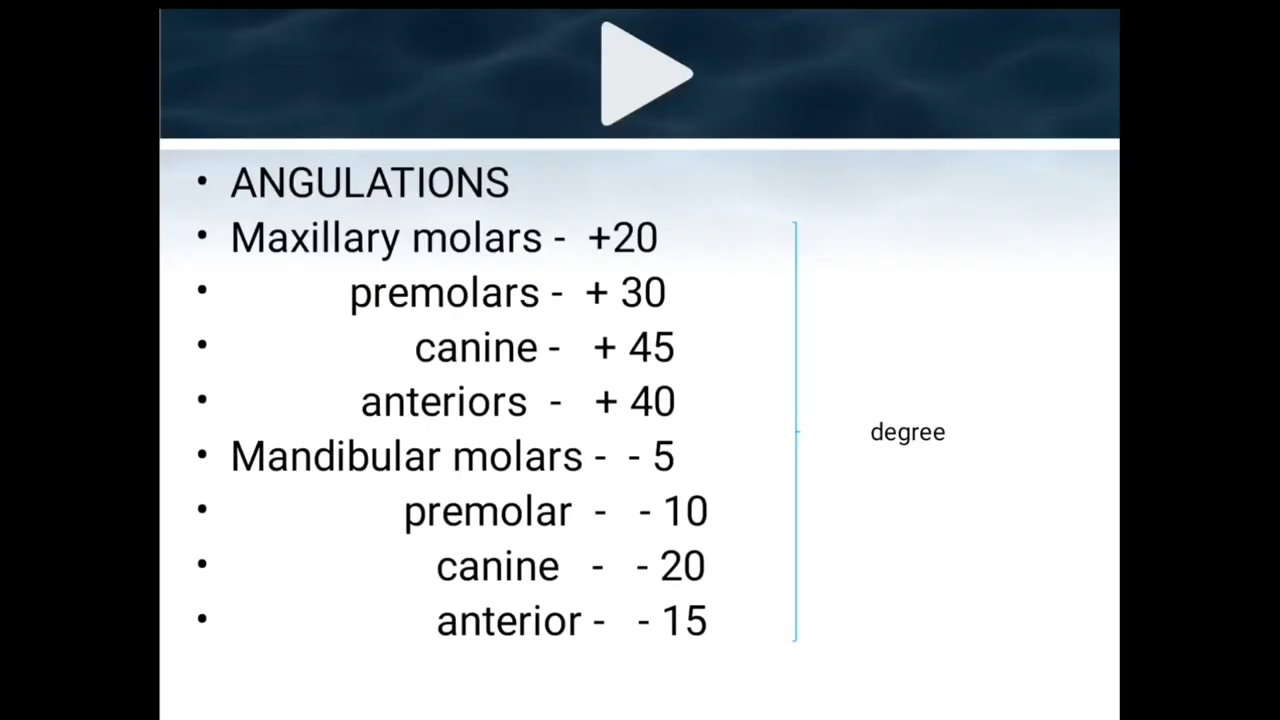 • ANGULATIONS
• Maxillary molars - +20
• premolars - + 30
• canine - + 45
• anteriors - + 40
degree
• Mandibular molars - - 5
• premolar - - 10
• canine - - 20
• anterior - - 15